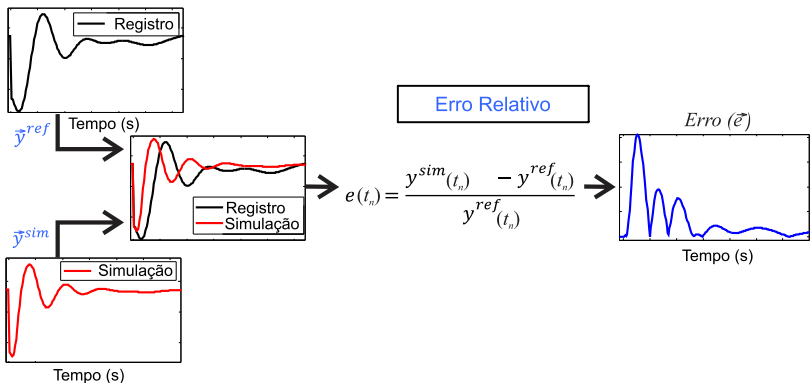 Registro
Tempo (s)
y⃗^ref
Registro
Simulação
y⃗^sim
Simulação
Tempo (s)
Erro Relativo
e(t_n) = (y^sim(t_n) - y^ref(t_n)) / y^ref(t_n)
Erro (e⃗)
Tempo (s)